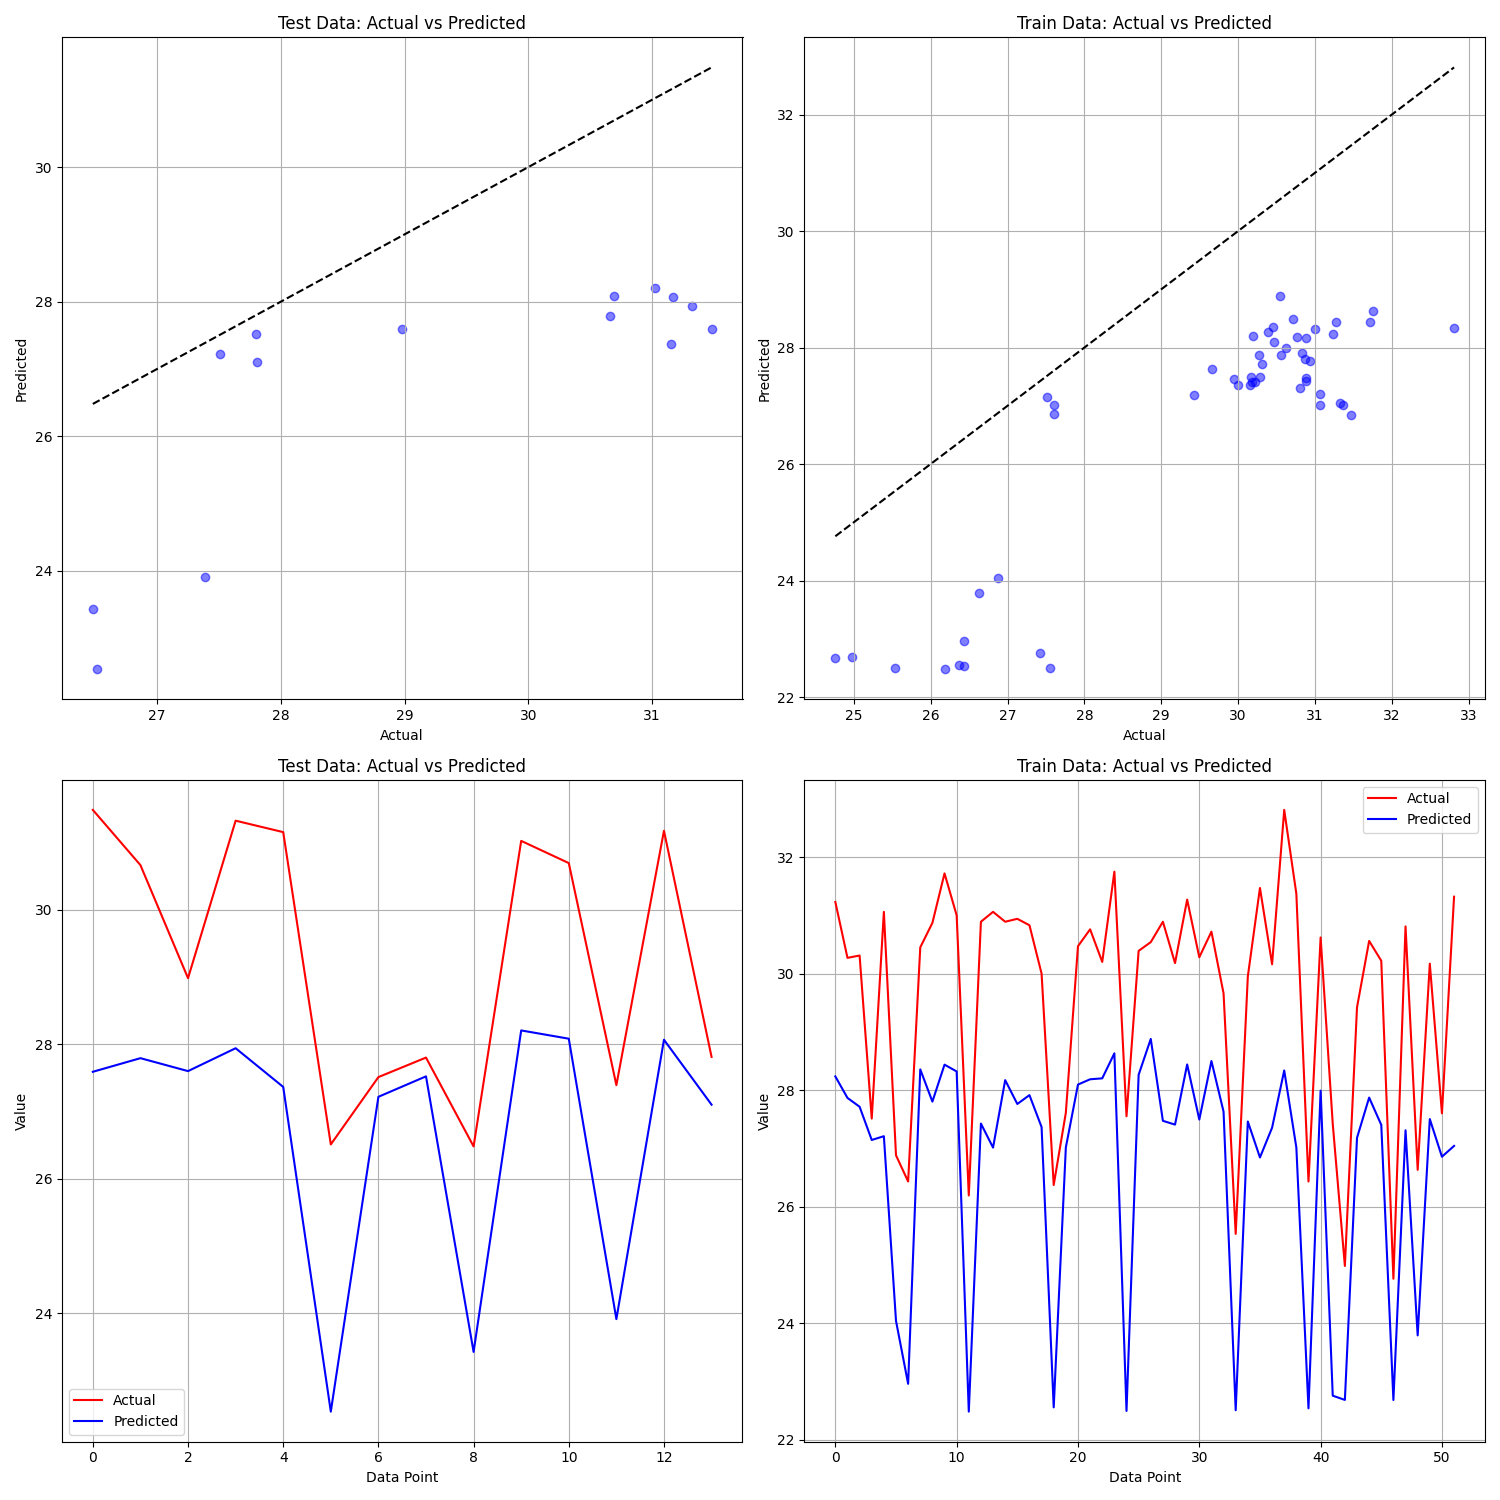 Test Data: Actual vs Predicted
Predicted
30
28
26
24
27 28 29 30 31
Actual
Train Data: Actual vs Predicted
Predicted
32
30
28
26
24
22
25 26 27 28 29 30 31 32 33
Actual
Test Data: Actual vs Predicted
Value
30
28
26
24
Actual
Predicted
0 2 4 6 8 10 12
Data Point
Train Data: Actual vs Predicted
Actual
Predicted
Value
32
30
28
26
24
22
0 10 20 30 40 50
Data Point